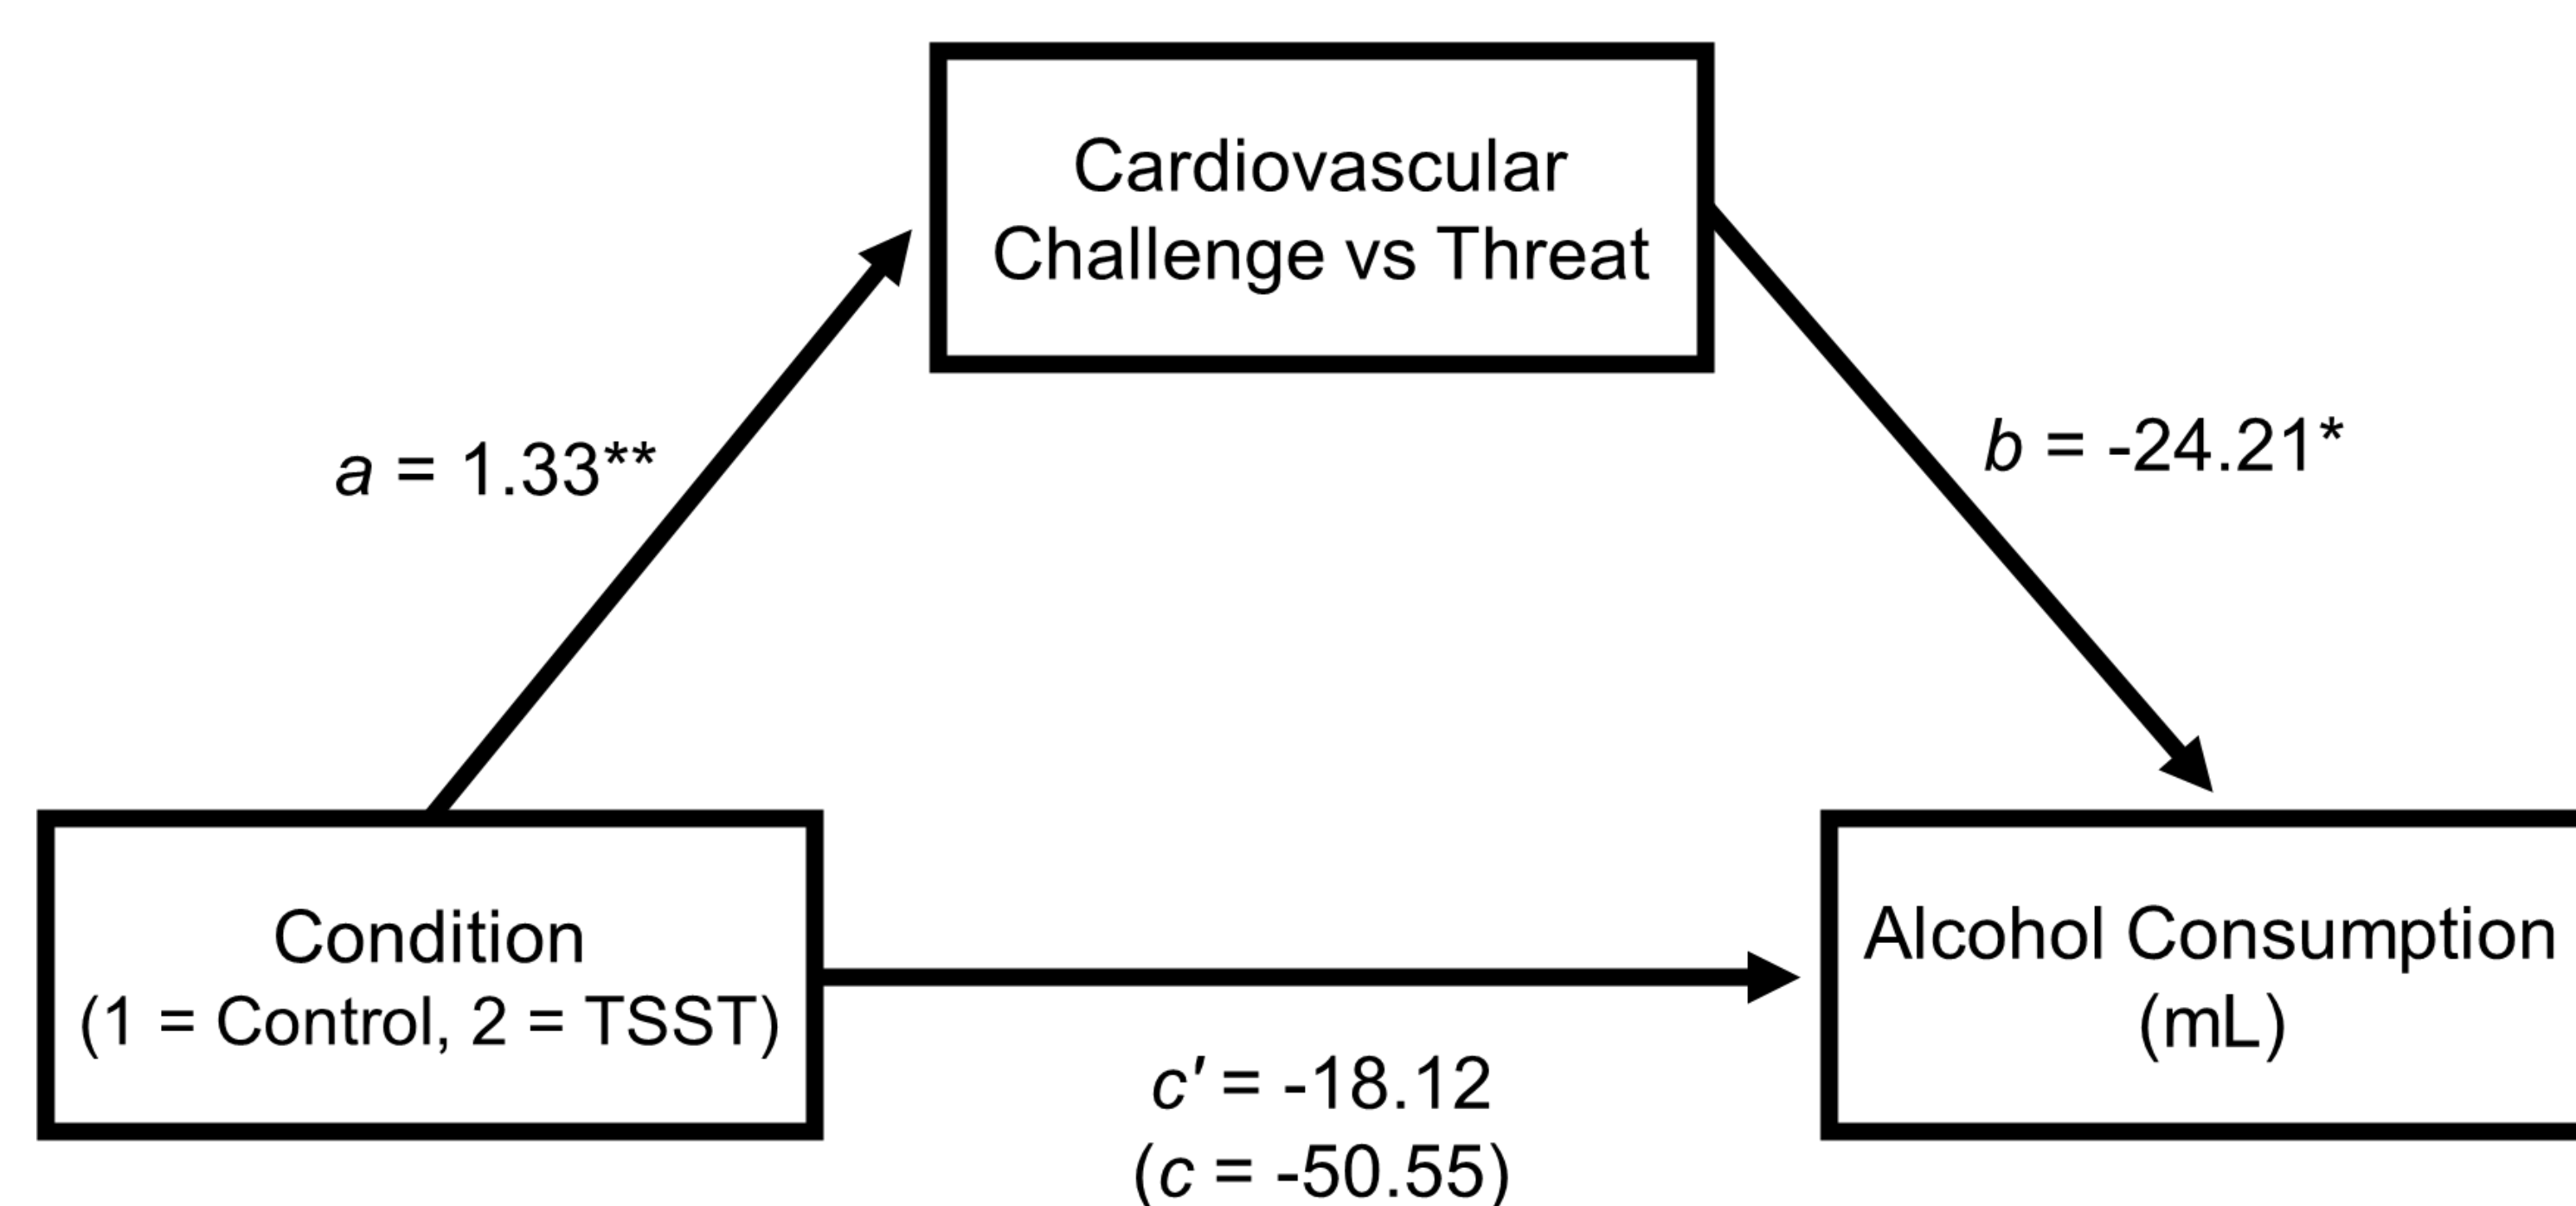 Cardiovascular
Challenge vs Threat
a = 1.33**
b = -24.21*
Condition
(1 = Control, 2 = TSST)
Alcohol Consumption
(mL)
c' = -18.12
(c = -50.55)